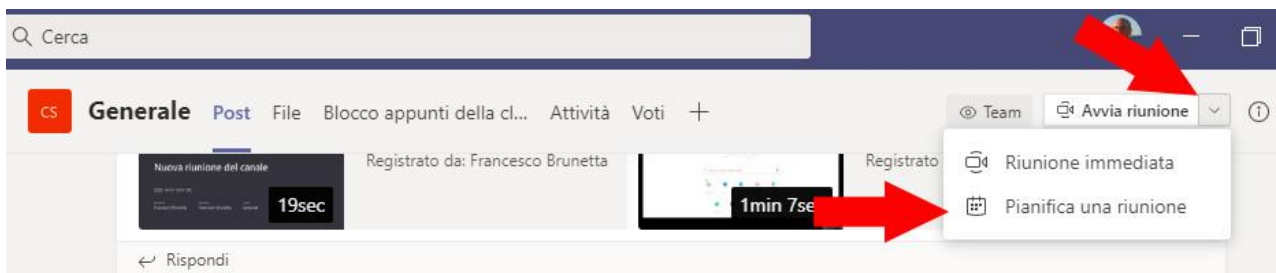 Cerca
CS Generale Post File Blocco appunti della cl... Attività Voti Team Avvia riunione
Nuova riunione del canale
Registrato da: Francesco Brunetta
Registrato
Riunione immediata
19sec
1min 7se
Pianifica una riunione
Rispondi